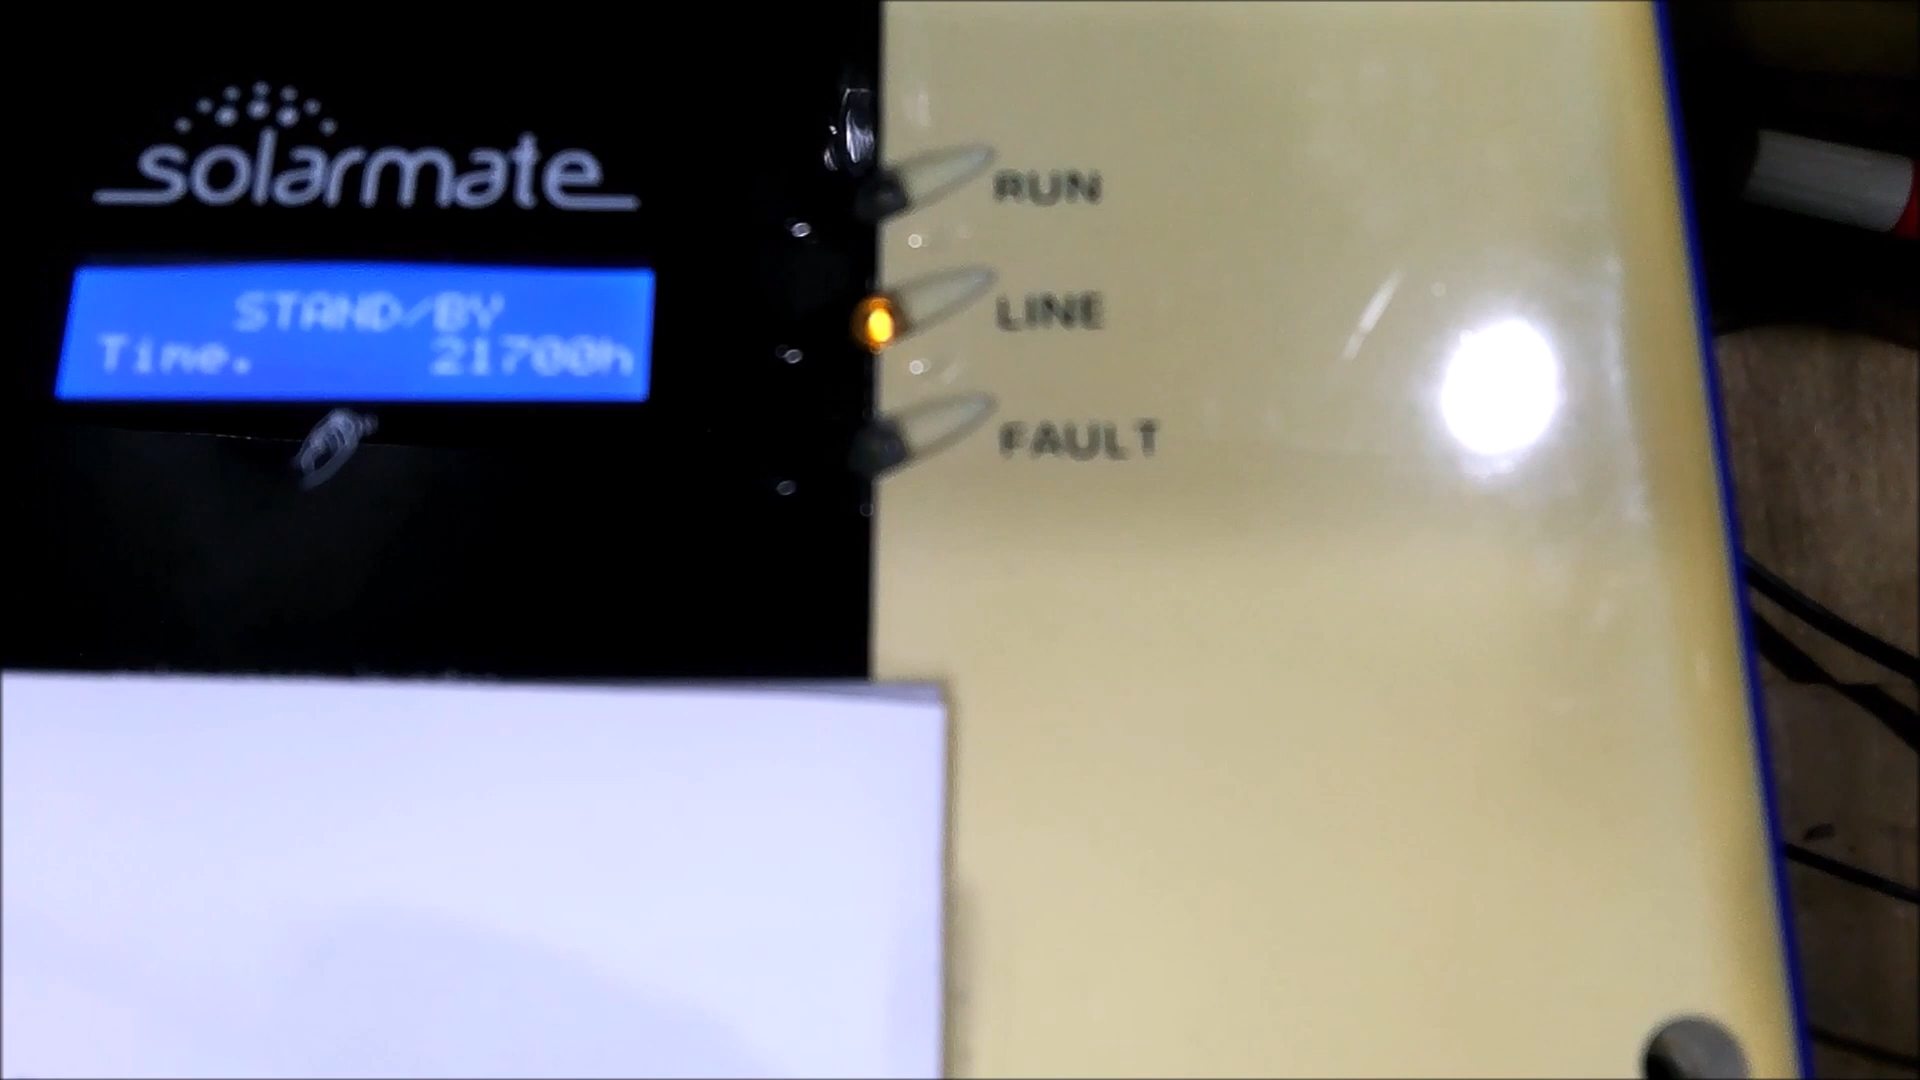 solarmate
STAND/BY
Time. 21700h
RUN
LINE
FAULT